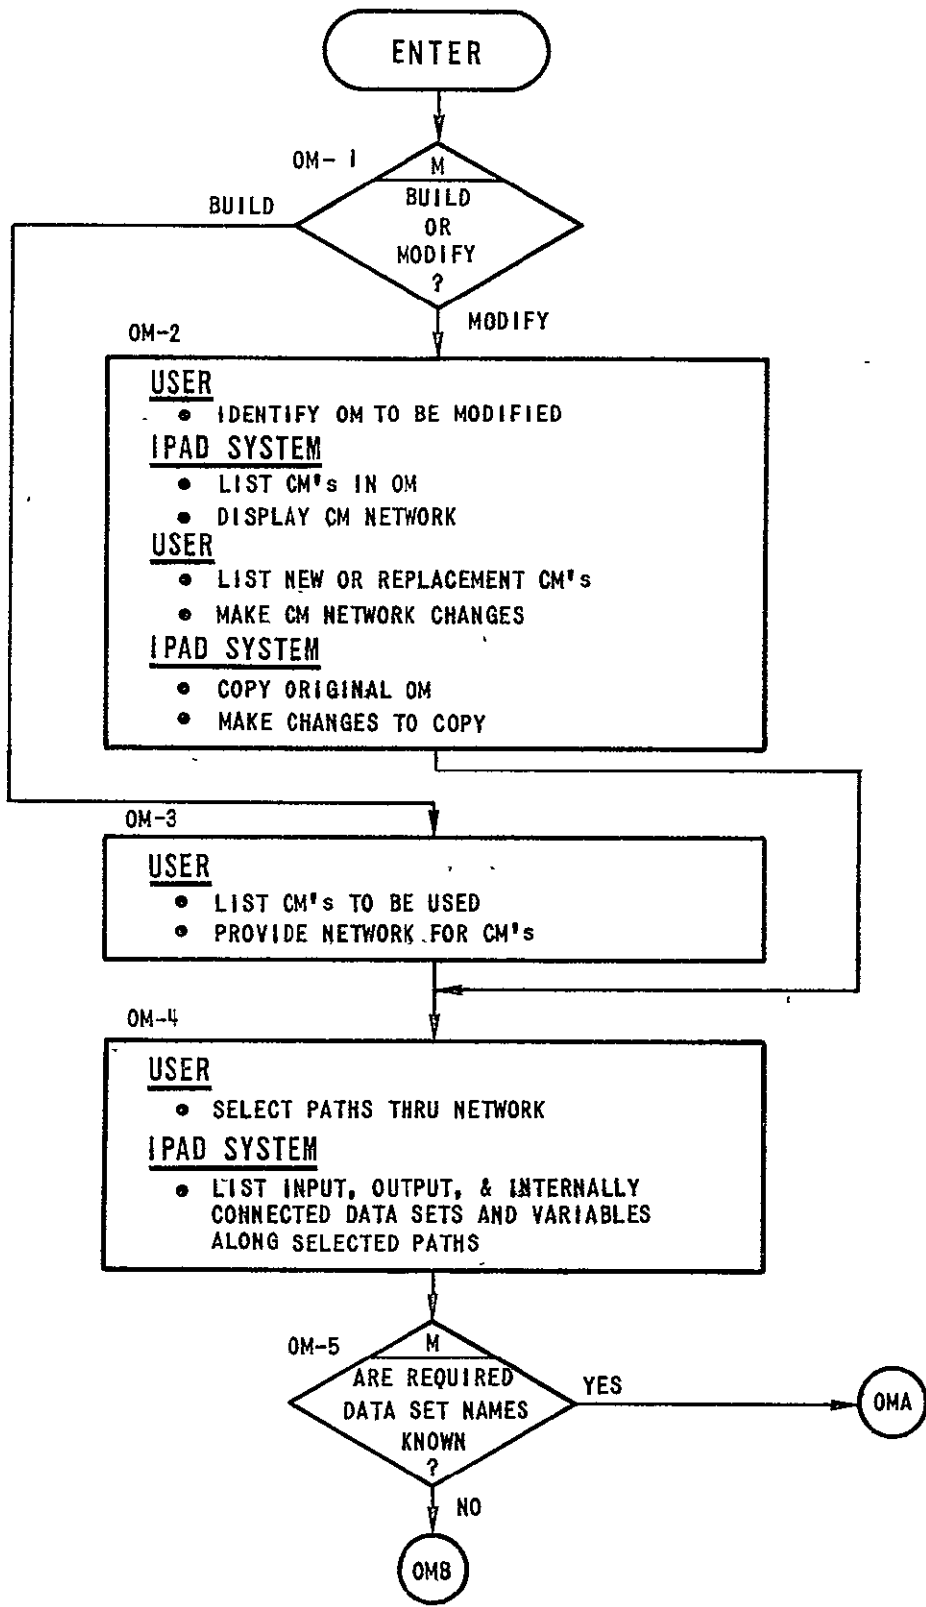 ENTER
OM-1
M
BUILD
OR
MODIFY
?
BUILD
MODIFY
OM-2
USER
• IDENTIFY OM TO BE MODIFIED
IPAD SYSTEM
• LIST CM's IN OM
• DISPLAY CM NETWORK
USER
• LIST NEW OR REPLACEMENT CM's
• MAKE CM NETWORK CHANGES
IPAD SYSTEM
• COPY ORIGINAL OM
• MAKE CHANGES TO COPY
OM-3
USER
• LIST CM's TO BE USED
• PROVIDE NETWORK FOR CM's
OM-4
USER
• SELECT PATHS THRU NETWORK
IPAD SYSTEM
• LIST INPUT, OUTPUT, & INTERNALLY
CONNECTED DATA SETS AND VARIABLES
ALONG SELECTED PATHS
OM-5
M
ARE REQUIRED
DATA SET NAMES
KNOWN
?
YES
OMA
NO
OMB